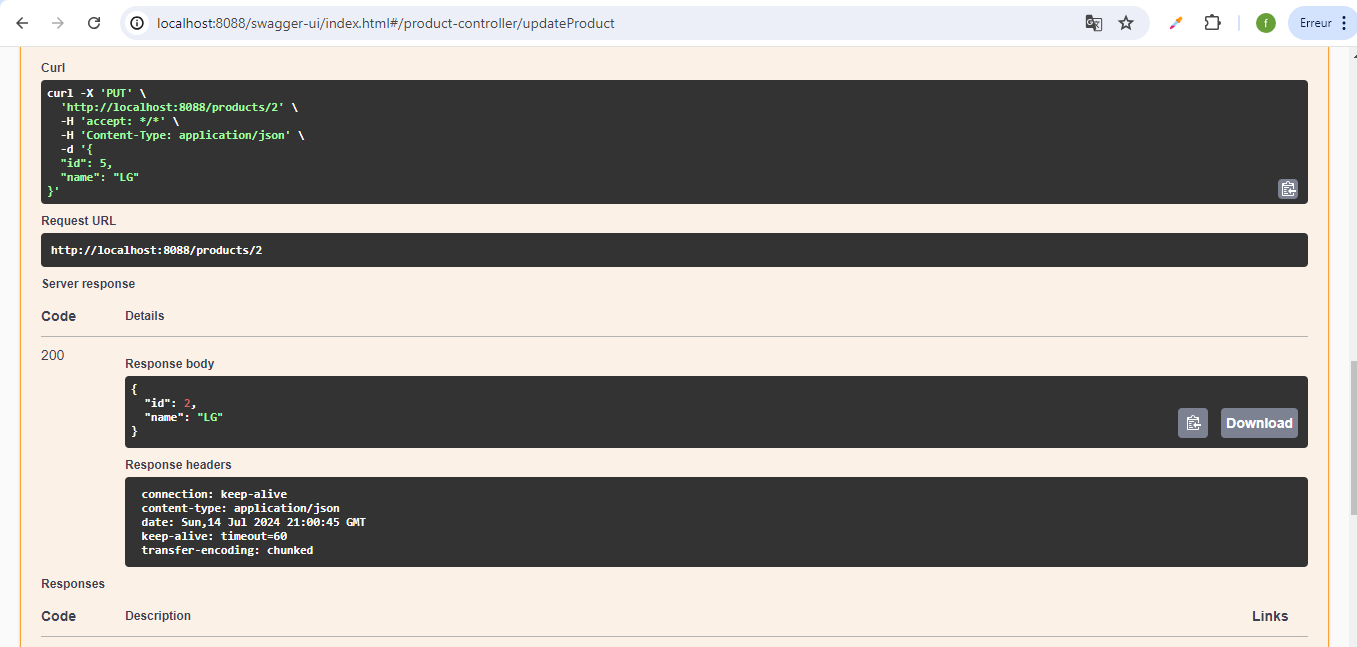 localhost:8088/swagger-ui/index.html#/product-controller/updateProduct
f
Erreur
Curl
curl -X 'PUT' \
'http://localhost:8088/products/2' \
-H 'accept: */*' \
-H 'Content-Type: application/json' \
-d '{
"id": 5,
"name": "LG"
}'
Request URL
http://localhost:8088/products/2
Server response
Code Details
200
Response body
{
"id": 2,
"name": "LG"
}
Download
Response headers
connection: keep-alive
content-type: application/json
date: Sun,14 Jul 2024 21:00:45 GMT
keep-alive: timeout=60
transfer-encoding: chunked
Responses
Code Description Links